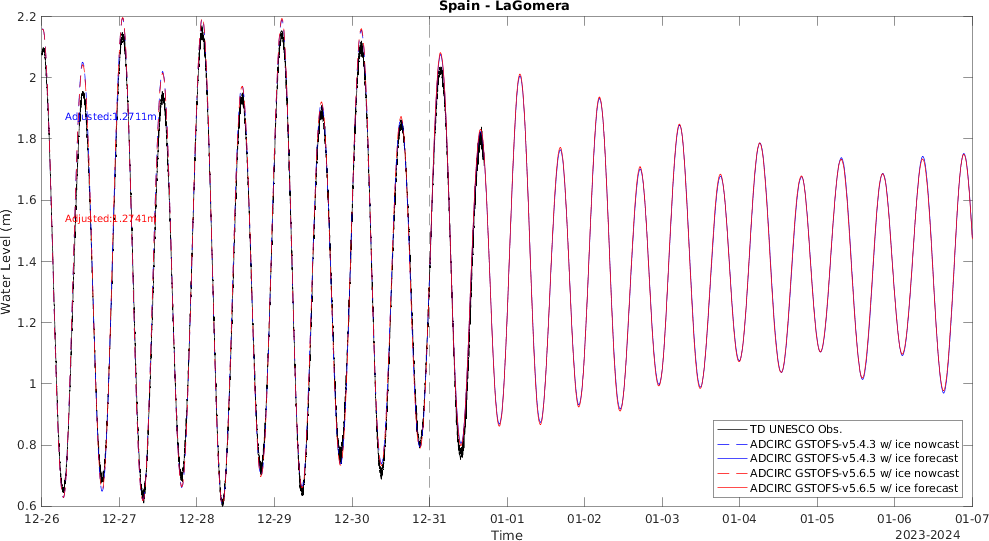 Spain - LaGomera
2.2
2
1.8
1.6
1.4
1.2
1
0.8
0.6
Water Level (m)
Adjusted:1.2711m
Adjusted:1.2741m
TD UNESCO Obs.
ADCIRC GSTOFS-v5.4.3 w/ ice nowcast
ADCIRC GSTOFS-v5.4.3 w/ ice forecast
ADCIRC GSTOFS-v5.6.5 w/ ice nowcast
ADCIRC GSTOFS-v5.6.5 w/ ice forecast
12-26 12-27 12-28 12-29 12-30 12-31 01-01 01-02 01-03 01-04 01-05 01-06 01-07
Time
2023-2024